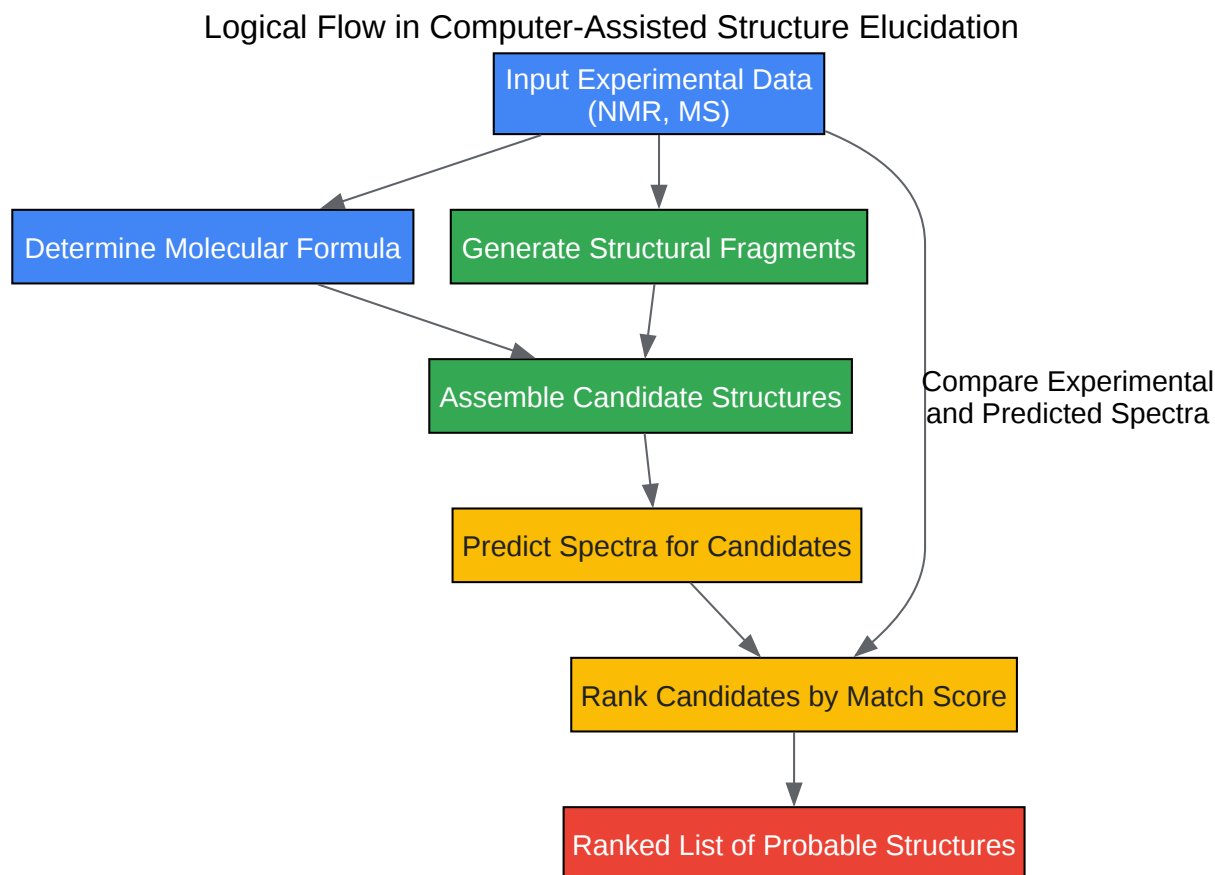 Logical Flow in Computer-Assisted Structure Elucidation
Input Experimental Data
(NMR, MS)
Determine Molecular Formula
Generate Structural Fragments
Assemble Candidate Structures
Compare Experimental
and Predicted Spectra
Predict Spectra for Candidates
Rank Candidates by Match Score
Ranked List of Probable Structures